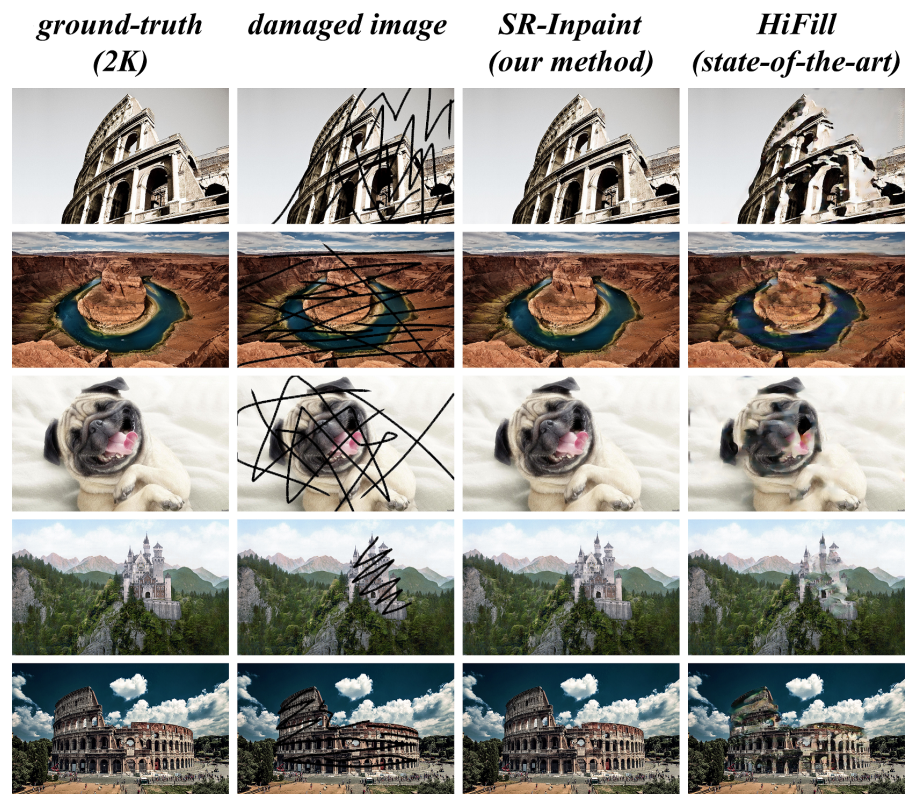 ground-truth
(2K)
damaged image
SR-Inpaint
(our method)
HiFill
(state-of-the-art)